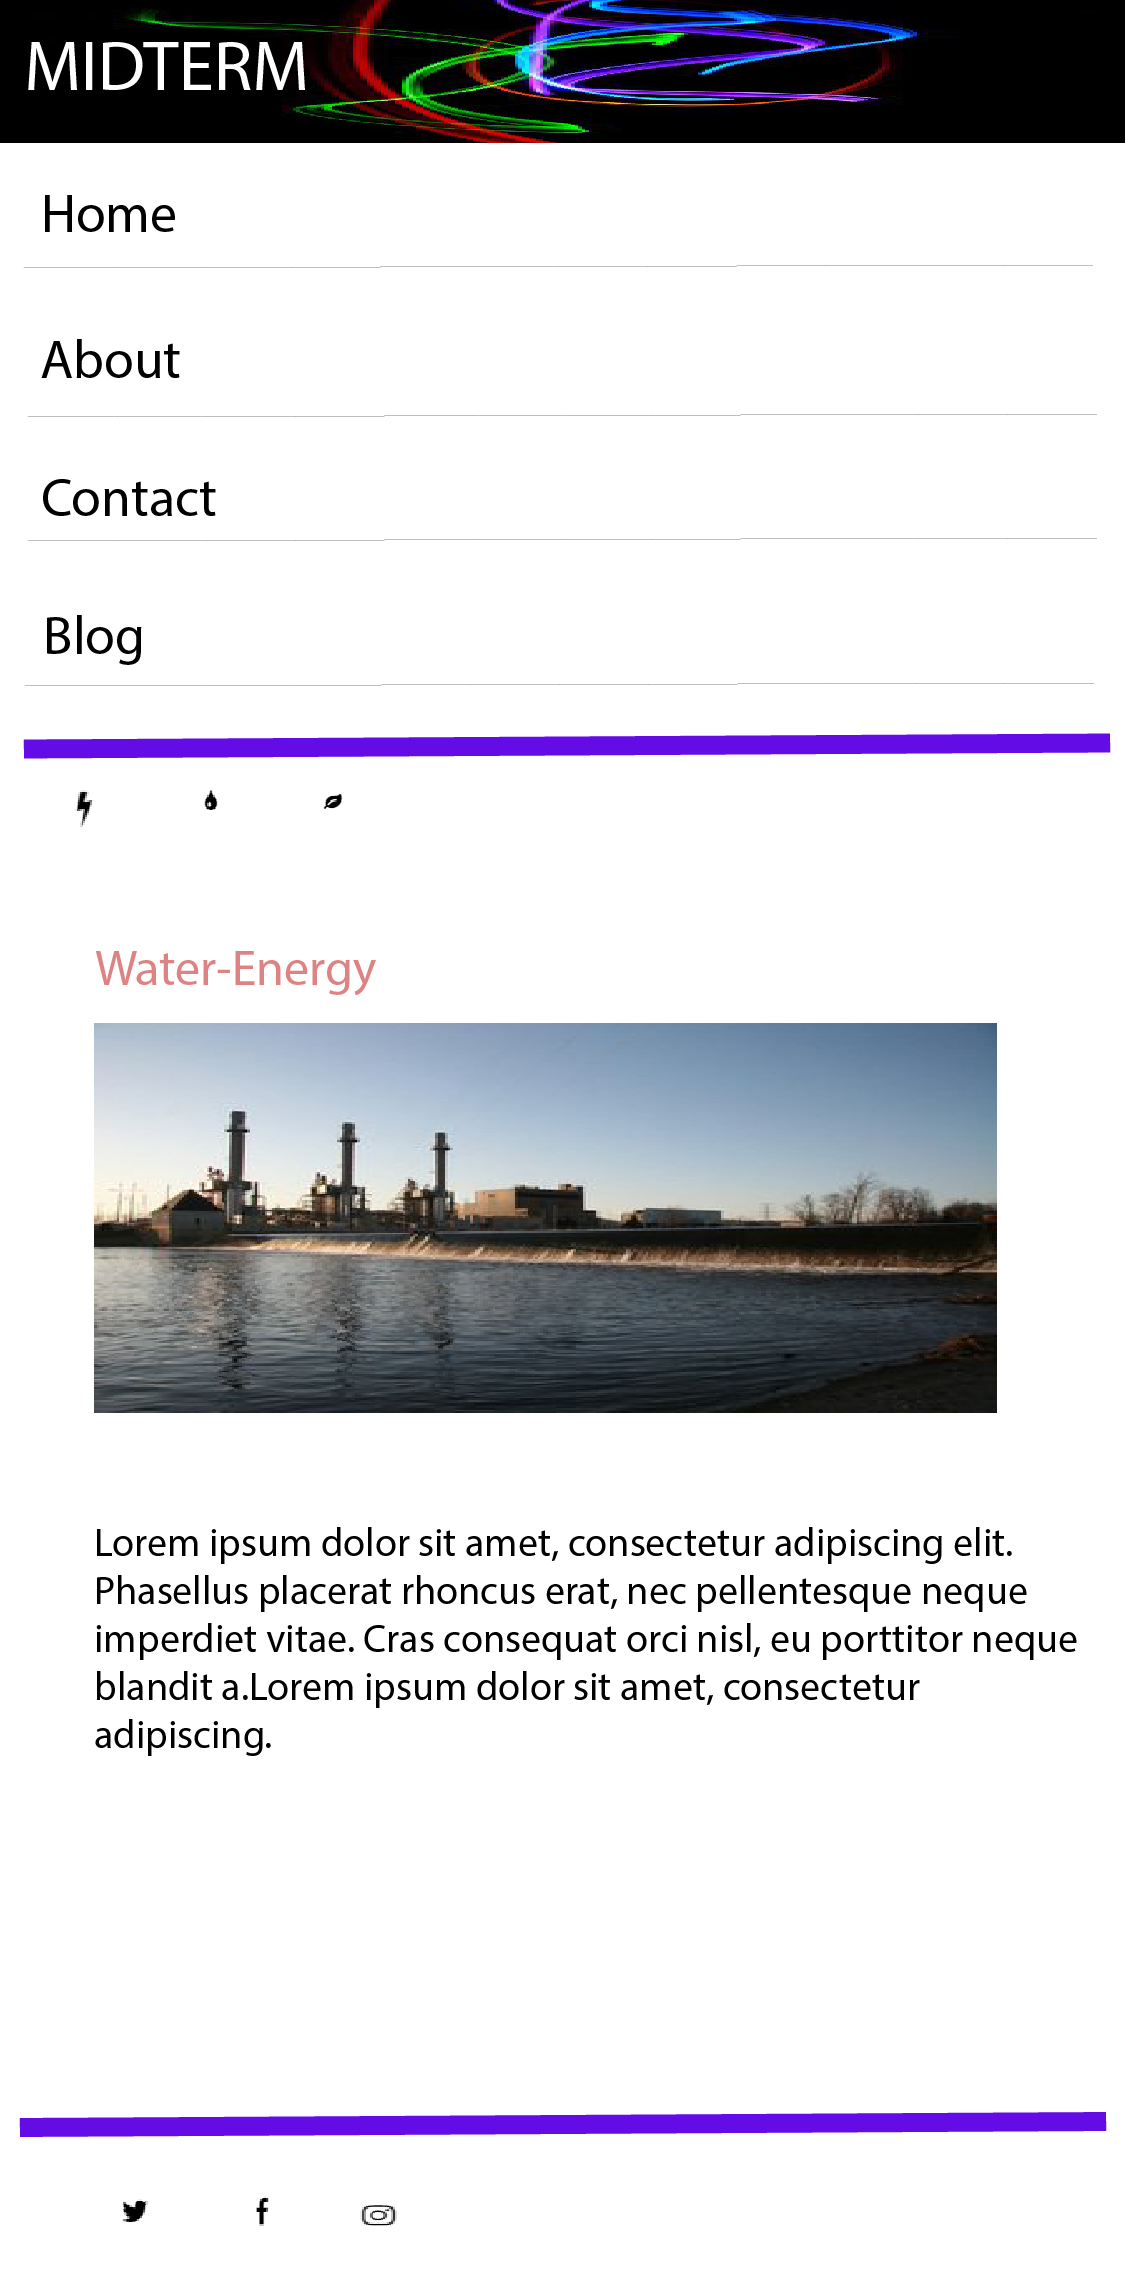 MIDTERM
Home
About
Contact
Blog
Water-Energy
Lorem ipsum dolor sit amet, consectetur adipiscing elit.
Phasellus placerat rhoncus erat, nec pellentesque neque
imperdiet vitae. Cras consequat orci nisl, eu porttitor neque
blandit a.Lorem ipsum dolor sit amet, consectetur
adipiscing.